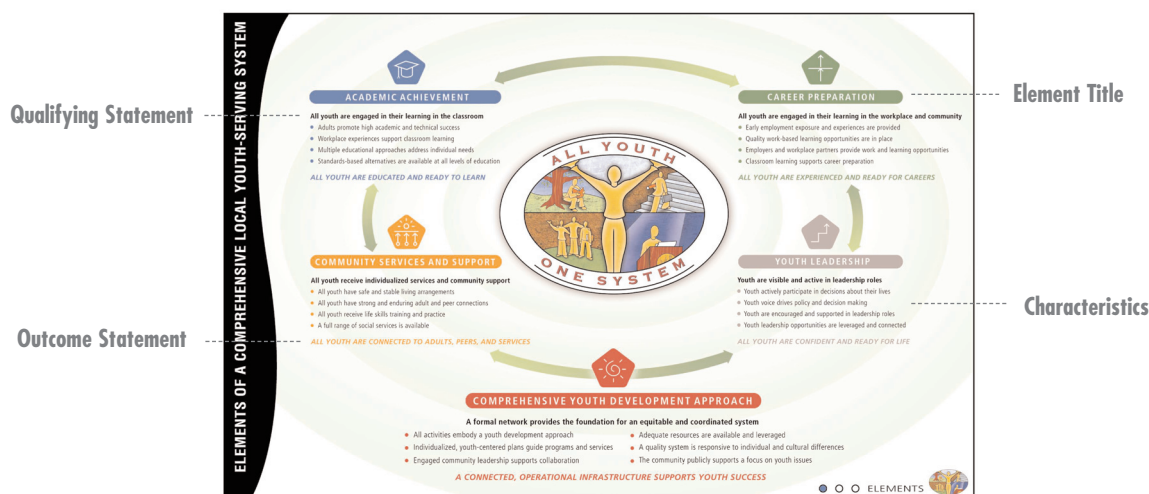 Qualifying Statement
Outcome Statement
ELEMENTS OF A COMPREHENSIVE LOCAL YOUTH-SERVING SYSTEM
ACADEMIC ACHIEVEMENT
All youth are engaged in their learning in the classroom
Adults promote high academic and technical success
Workplace experiences support classroom learning
Multiple educational approaches address individual needs
Standards-based alternatives are available at all levels of education
ALL YOUTH ARE EDUCATED AND READY TO LEARN
CAREER PREPARATION
All youth are engaged in their learning in the workplace and community
Early employment exposure and experiences are provided
Quality work-based learning opportunities are in place
Employers and workplace partners provide work and learning opportunities
Classroom learning supports career preparation
ALL YOUTH ARE EXPERIENCED AND READY FOR CAREERS
Element Title
ALL YOUTH
ONE SYSTEM
COMMUNITY SERVICES AND SUPPORT
All youth receive individualized services and community support
All youth have safe and stable living arrangements
All youth have strong and enduring adult and peer connections
All youth receive life skills training and practice
A full range of social services is available
ALL YOUTH ARE CONNECTED TO ADULTS, PEERS, AND SERVICES
YOUTH LEADERSHIP
Youth are visible and active in leadership roles
Youth actively participate in decisions about their lives
Youth voice drives policy and decision making
Youth are encouraged and supported in leadership roles
Youth leadership opportunities are leveraged and connected
ALL YOUTH ARE CONFIDENT AND READY FOR LIFE
Characteristics
COMPREHENSIVE YOUTH DEVELOPMENT APPROACH
A formal network provides the foundation for an equitable and coordinated system
All activities embody a youth development approach
Individualized, youth-centered plans guide programs and services
Engaged community leadership supports collaboration
Adequate resources are available and leveraged
A quality system is responsive to individual and cultural differences
The community publicly supports a focus on youth issues
A CONNECTED, OPERATIONAL INFRASTRUCTURE SUPPORTS YOUTH SUCCESS
ELEMENTS